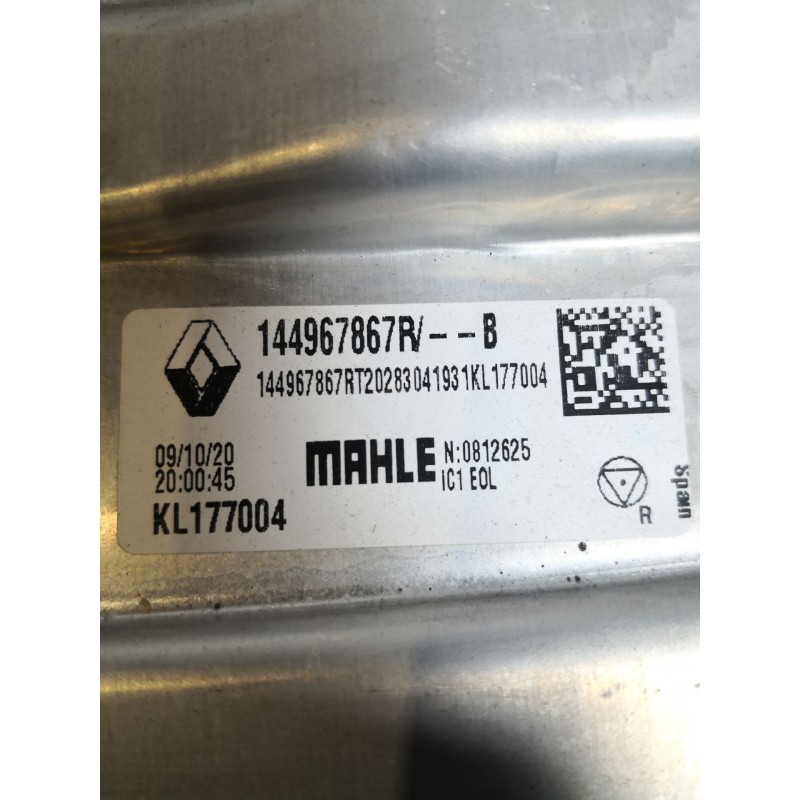 144967867R/--B
144967867RT20283041931KL177004
09/10/20
20:00:45
MAHLE
N:0812625
IC1 EOL
KL177004
R
Spain